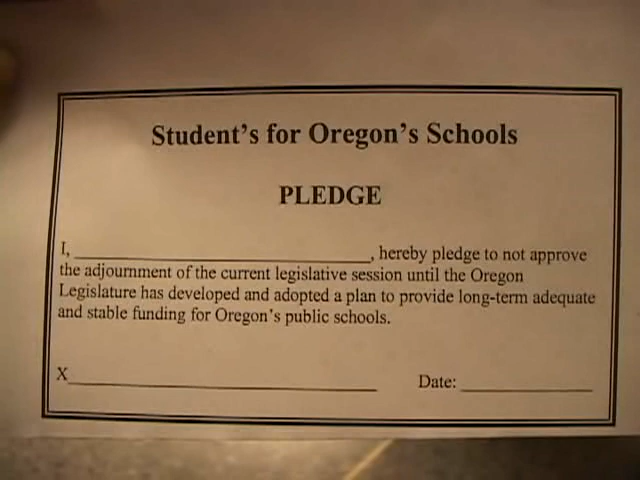 Student's for Oregon's Schools
PLEDGE
I, ________________________________, hereby pledge to not approve
the adjournment of the current legislative session until the Oregon
Legislature has developed and adopted a plan to provide long-term adequate
and stable funding for Oregon's public schools.
X__________________________________ Date: ______________